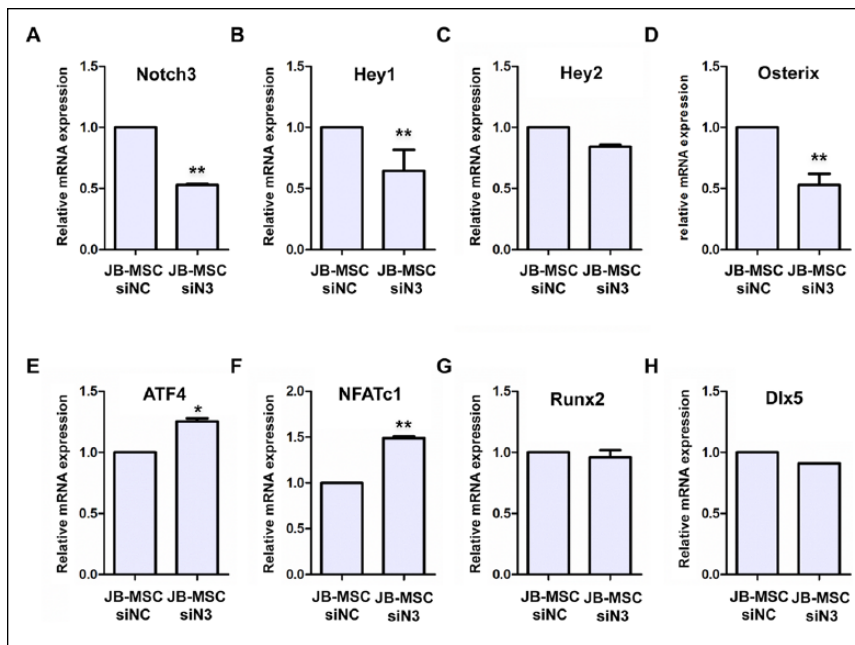 A
Notch3
Relative mRNA expression
1.5
1.0
0.5
0.0
**
JB-MSC JB-MSC
siNC siN3
B
Hey1
Relative mRNA expression
1.5
1.0
0.5
0.0
**
JB-MSC JB-MSC
siNC siN3
C
Hey2
Relative mRNA expression
1.5
1.0
0.5
0.0
JB-MSC JB-MSC
siNC siN3
D
Osterix
relative mRNA expression
1.5
1.0
0.5
0.0
**
JB-MSC JB-MSC
siNC siN3
E
ATF4
Relative mRNA expression
1.5
1.0
0.5
0.0
*
JB-MSC JB-MSC
siNC siN3
F
NFATc1
Relative mRNA expression
2.0
1.5
1.0
0.5
0.0
**
JB-MSC JB-MSC
siNC siN3
G
Runx2
Relative mRNA expression
1.5
1.0
0.5
0.0
JB-MSC JB-MSC
siNC siN3
H
Dlx5
Relative mRNA expression
1.5
1.0
0.5
0.0
JB-MSC JB-MSC
siNC siN3